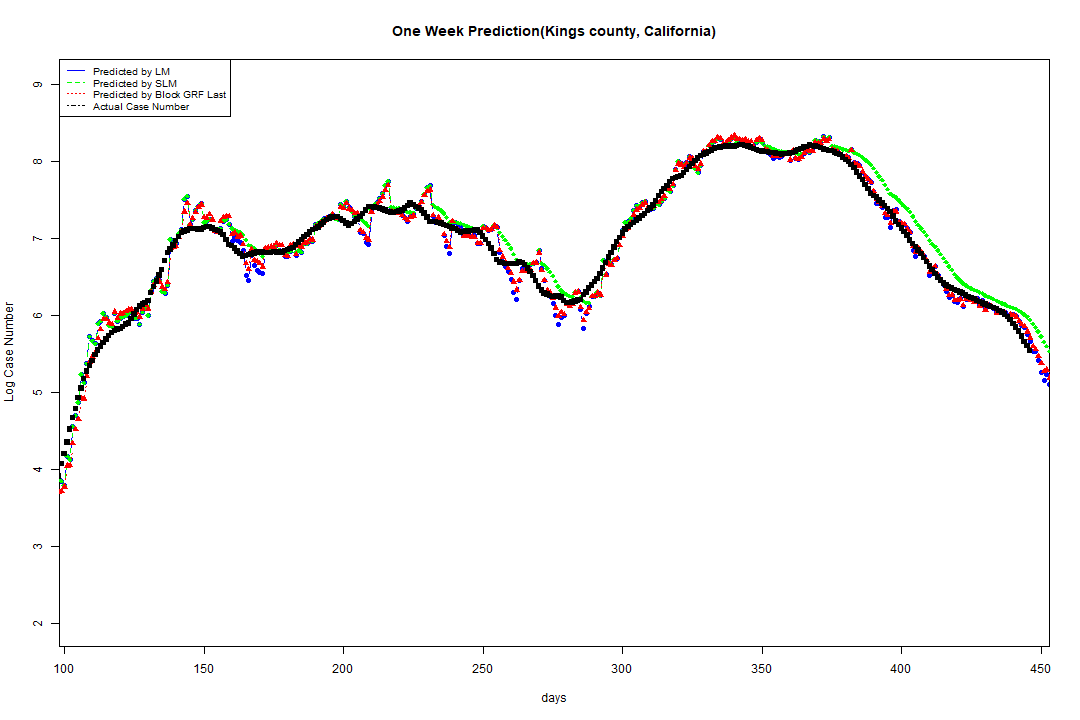 One Week Prediction(Kings county, California)
Predicted by LM
Predicted by SLM
Predicted by Block GRF Last
Actual Case Number
9
8
7
6
5
4
3
2
Log Case Number
100 150 200 250 300 350 400 450
days